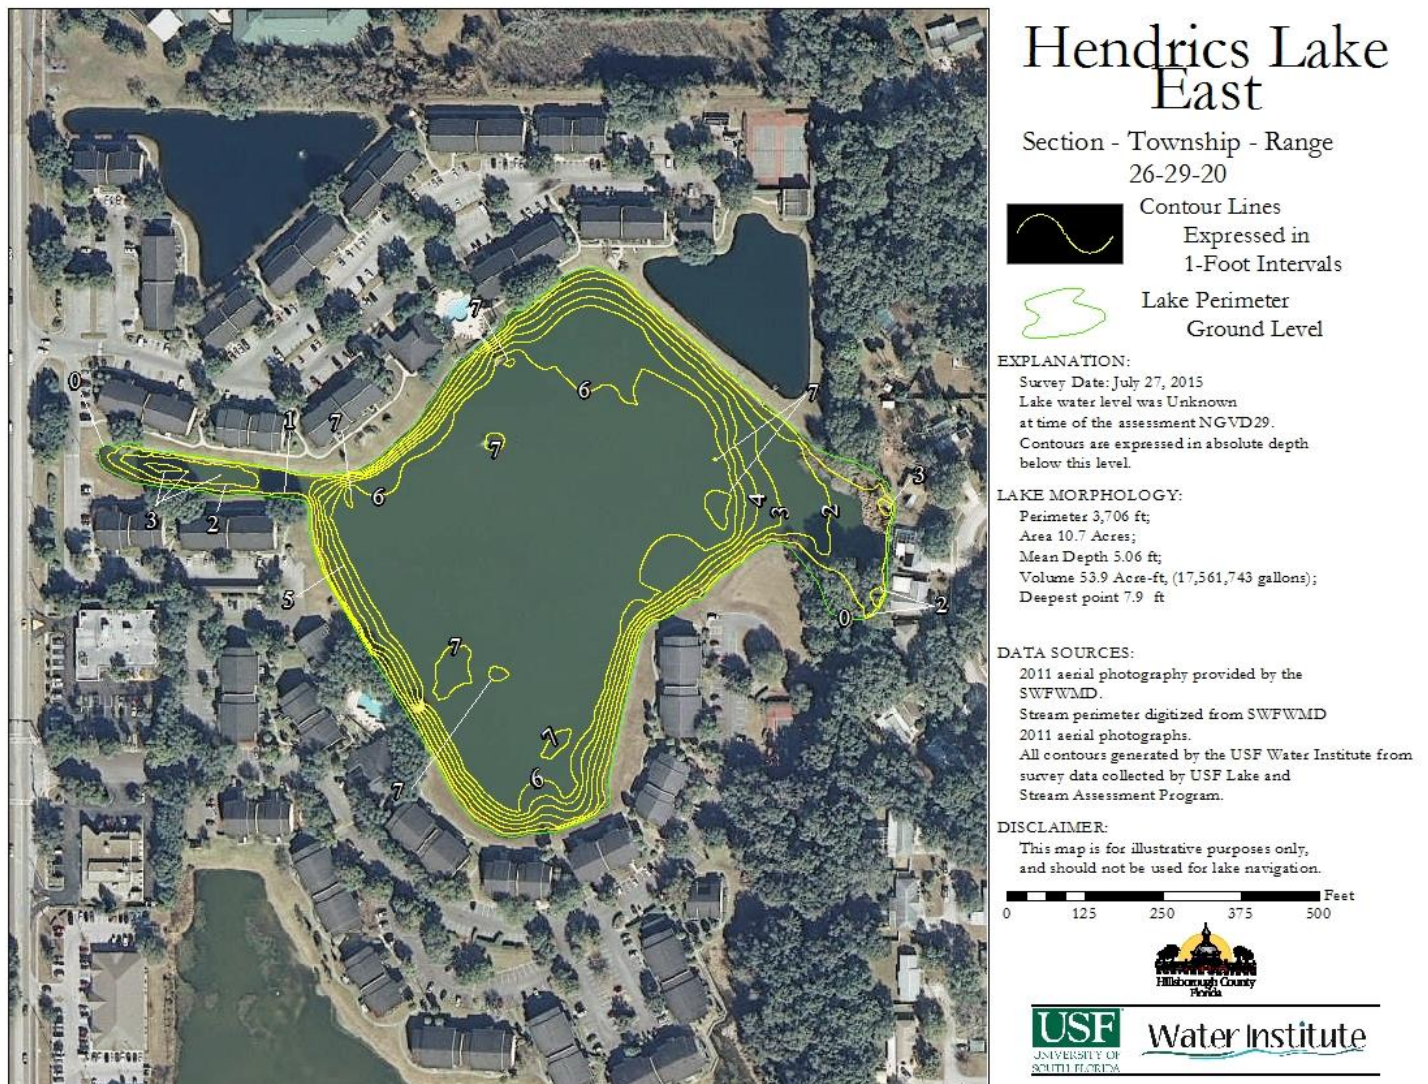 Hendrics Lake
East
Section - Township - Range
26-29-20
Contour Lines
Expressed in
1-Foot Intervals
Lake Perimeter
Ground Level
EXPLANATION:
Survey Date: July 27, 2015
Lake water level was Unknown
at time of the assessment NGVD29.
Contours are expressed in absolute depth
below this level.
LAKE MORPHOLOGY:
Perimeter 3,706 ft;
Area 10.7 Acres;
Mean Depth 5.06 ft;
Volume 53.9 Acre-ft, (17,561,743 gallons);
Deepest point 7.9 ft
DATA SOURCES:
2011 aerial photography provided by the
SWFWMD.
Stream perimeter digitized from SWFWMD
2011 aerial photographs.
All contours generated by the USF Water Institute from
survey data collected by USF Lake and
Stream Assessment Program.
DISCLAIMER:
This map is for illustrative purposes only,
and should not be used for lake navigation.
Feet
0 125 250 375 500
Hillsborough County
Florida
USF
UNIVERSITY OF
SOUTH FLORIDA
Water Institute
7
0
6
7
1
7
7
3
6
4
3
2
3
2
5
0
2
7
7
6
7